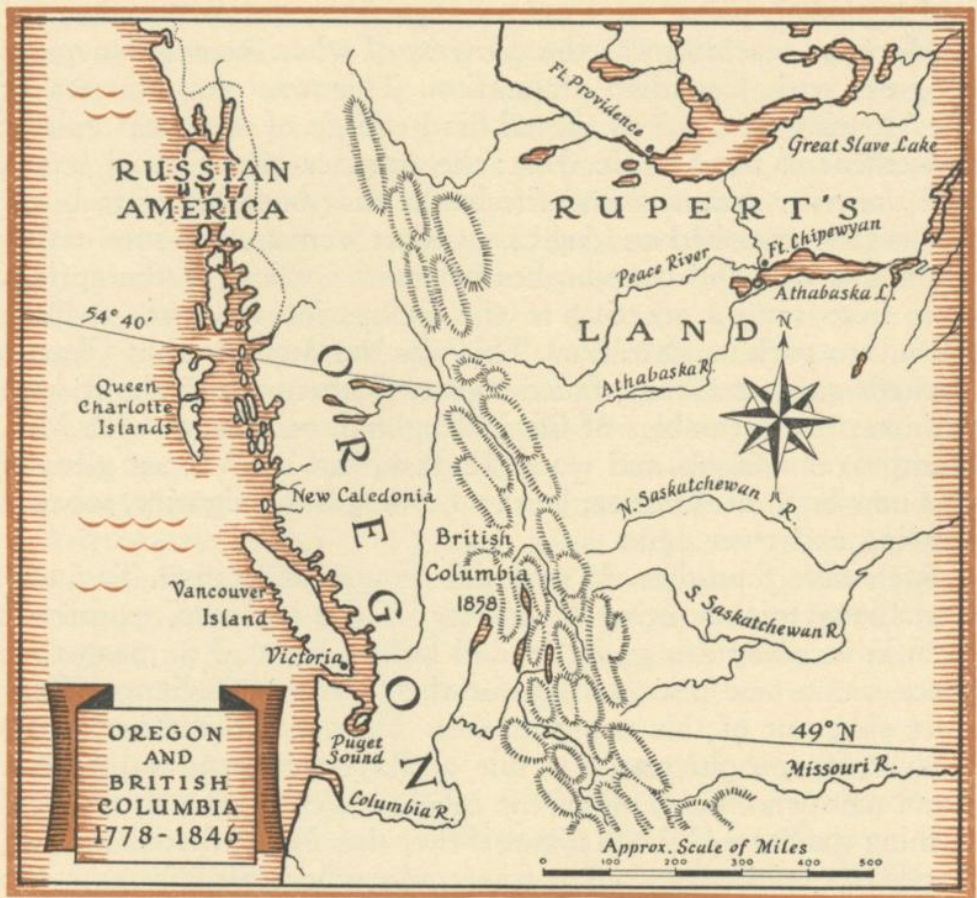 Ft. Providence
Great Slave Lake
RUSSIAN
AMERICA
RUPERT'S
LAND
Peace River
Ft. Chipewyan
Athabaska L.
Athabaska R.
54° 40'
N
Queen
Charlotte
Islands
OREGON
New Caledonia
N. Saskatchewan R.
British
Columbia
1858
S. Saskatchewan R.
Vancouver
Island
Victoria
Puget
Sound
49° N
Missouri R.
Columbia R.
OREGON
AND
BRITISH
COLUMBIA
1778-1846
Approx. Scale of Miles
0 100 200 300 400 500